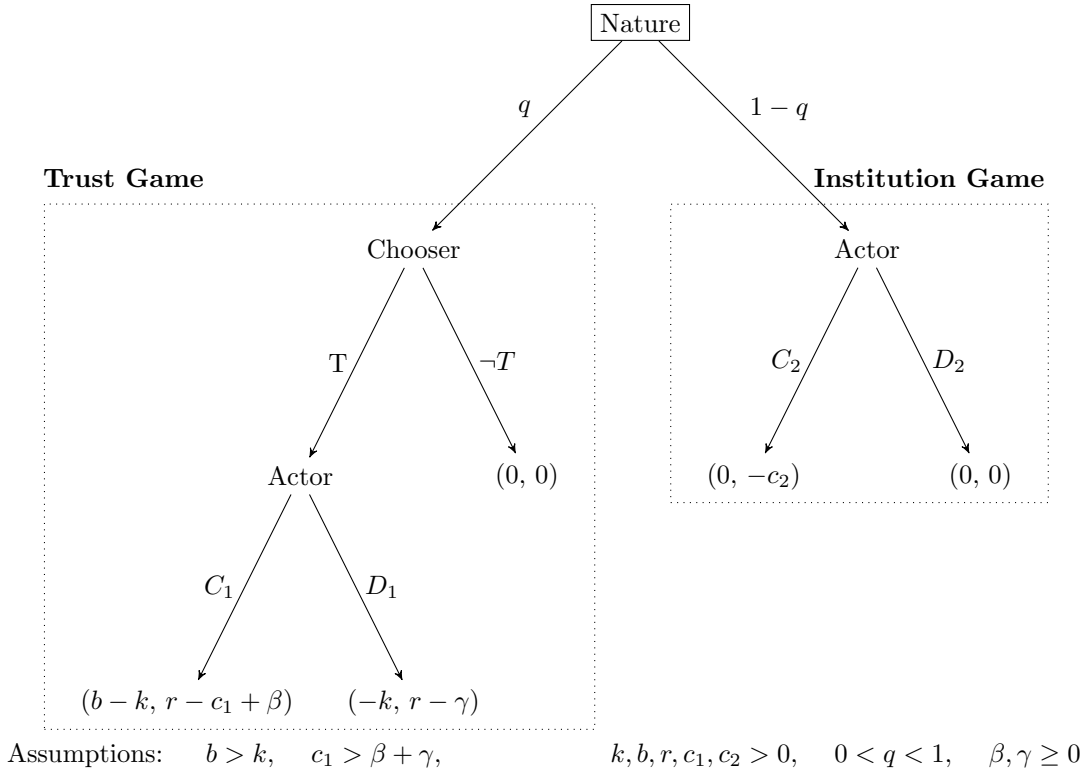 Nature
q
1 − q
Trust Game
Institution Game
Chooser
Actor
T
¬T
C₂
D₂
Actor
(0, 0)
(0, −c₂)
(0, 0)
C₁
D₁
(b − k, r − c₁ + β)
(−k, r − γ)
Assumptions: b > k, c₁ > β + γ, k, b, r, c₁, c₂ > 0, 0 < q < 1, β, γ ≥ 0